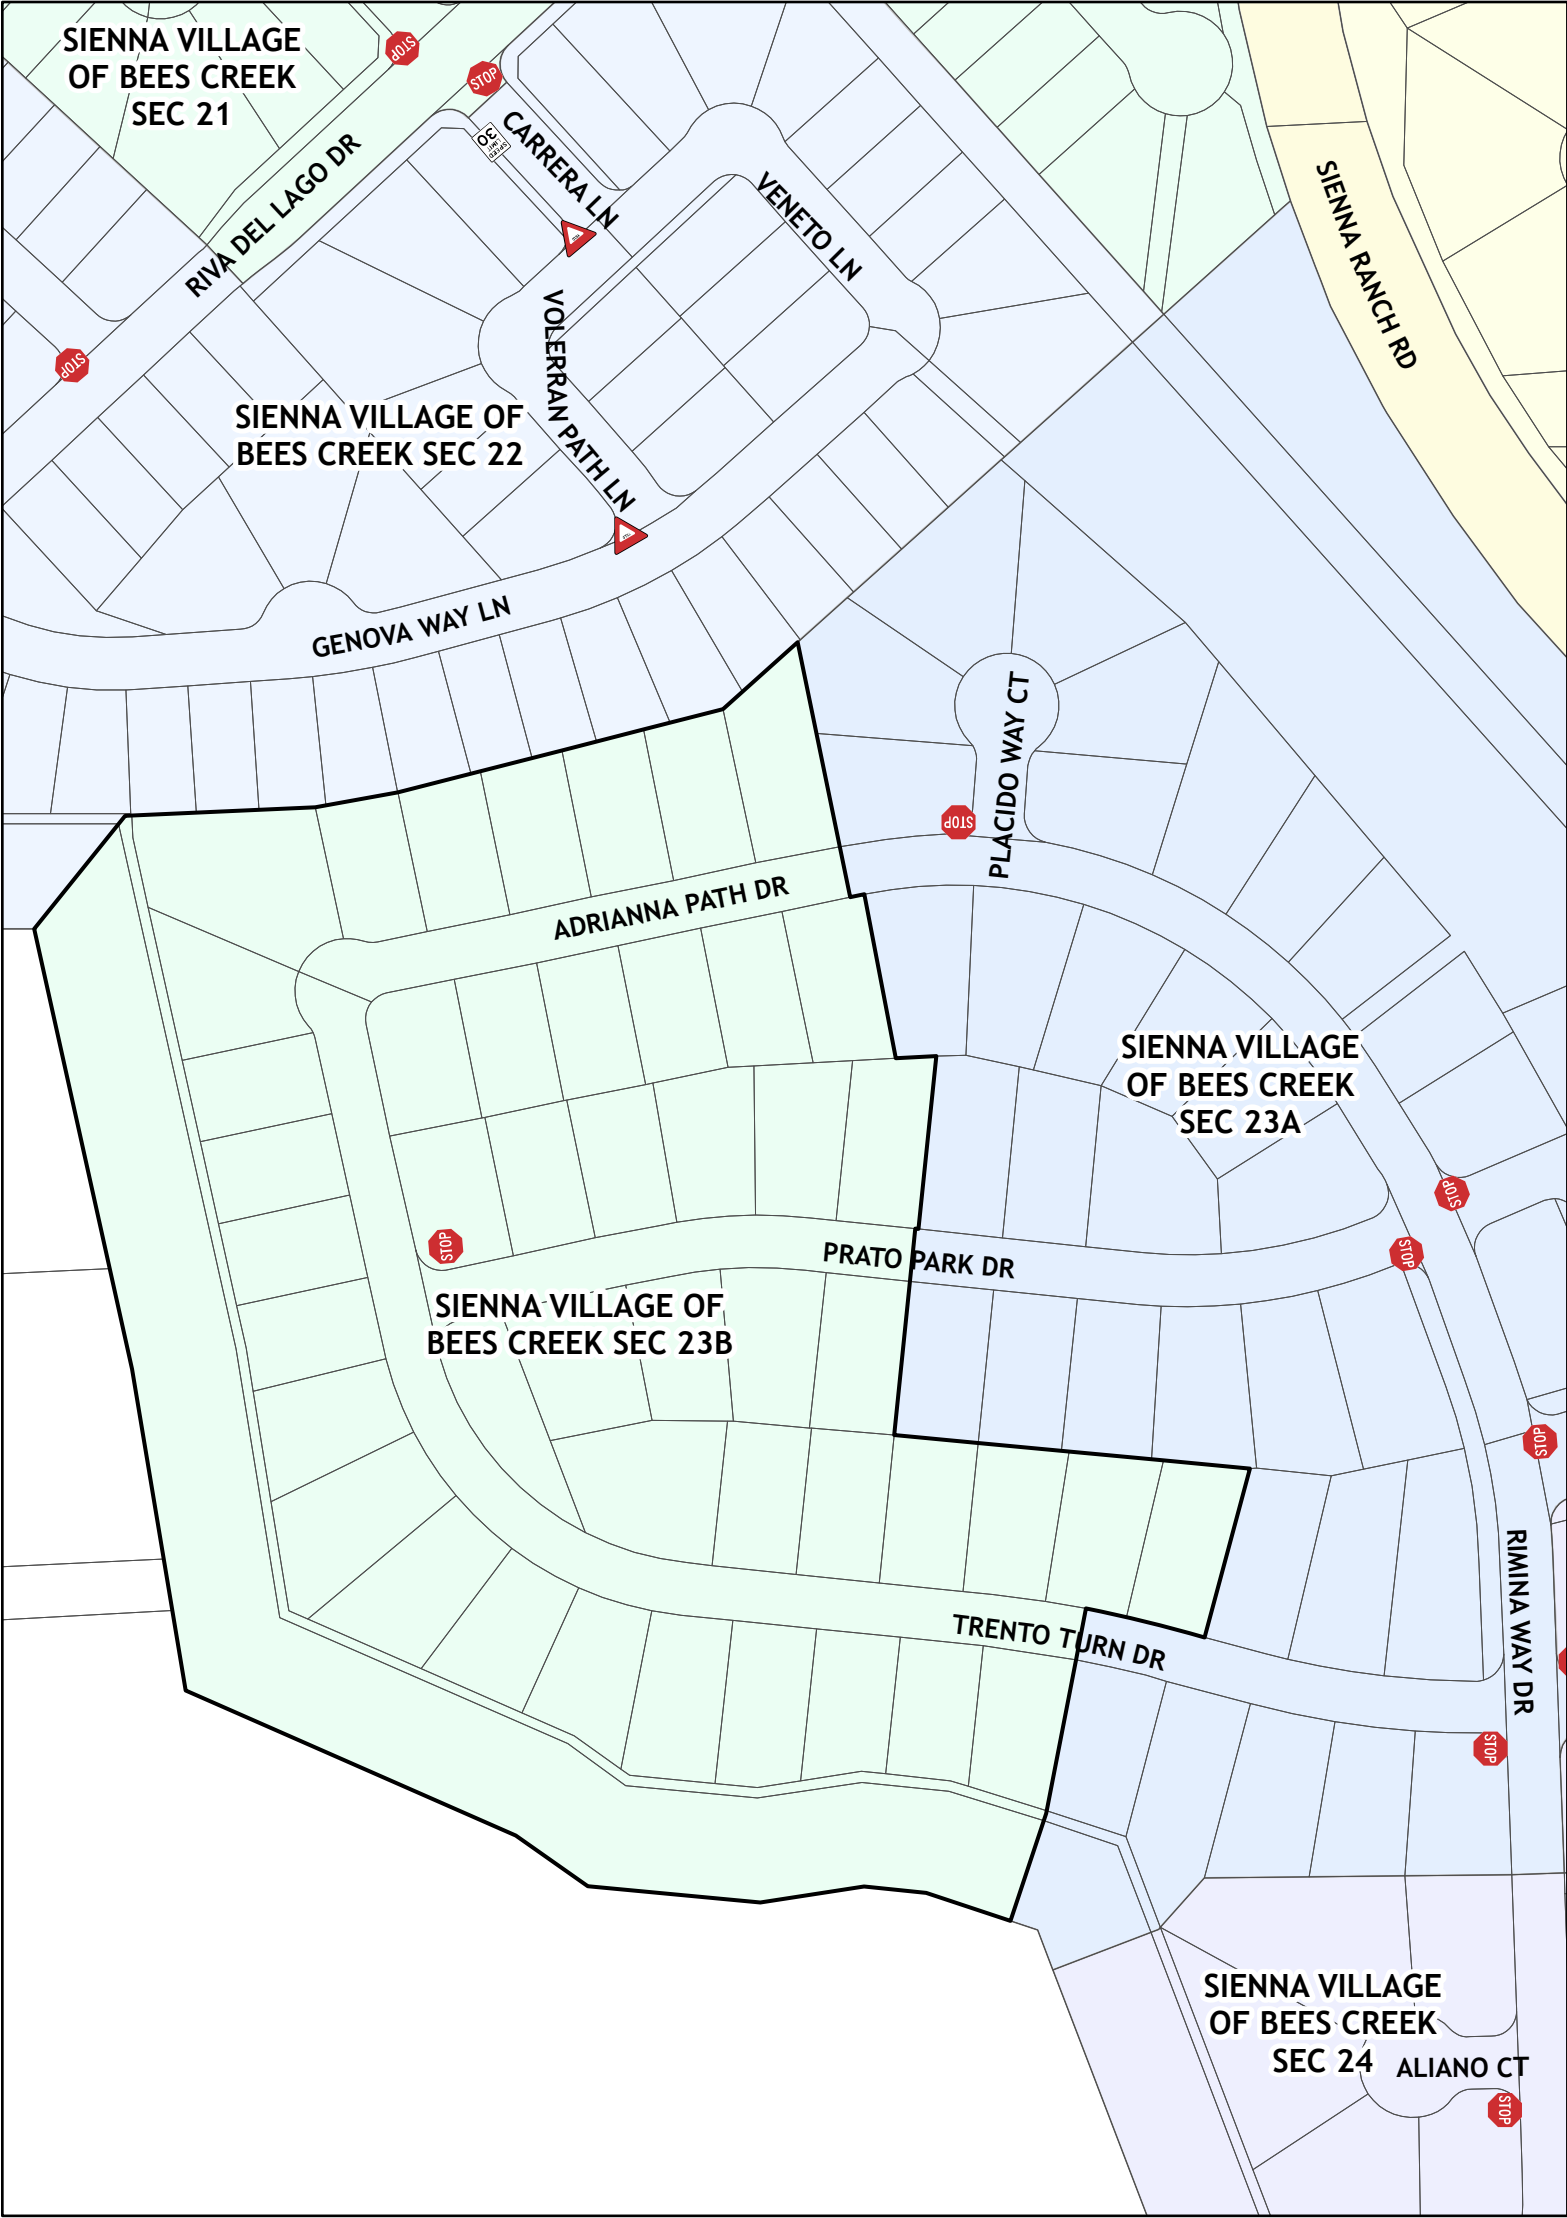 SIENNA VILLAGE
OF BEES CREEK
SEC 21
STOP
STOP
SPEED
LIMIT
30
CARRERA LN
RIVA DEL LAGO DR
VENETO LN
SIENNA RANCH RD
STOP
VOLERRAN PATH LN
SIENNA VILLAGE OF
BEES CREEK SEC 22
GENOVA WAY LN
PLACIDO WAY CT
STOP
ADRIANNA PATH DR
SIENNA VILLAGE
OF BEES CREEK
SEC 23A
STOP
STOP
STOP
PRATO PARK DR
SIENNA VILLAGE OF
BEES CREEK SEC 23B
STOP
RIMINA WAY DR
TRENTO TURN DR
STOP
SIENNA VILLAGE
OF BEES CREEK
SEC 24
ALIANO CT
STOP